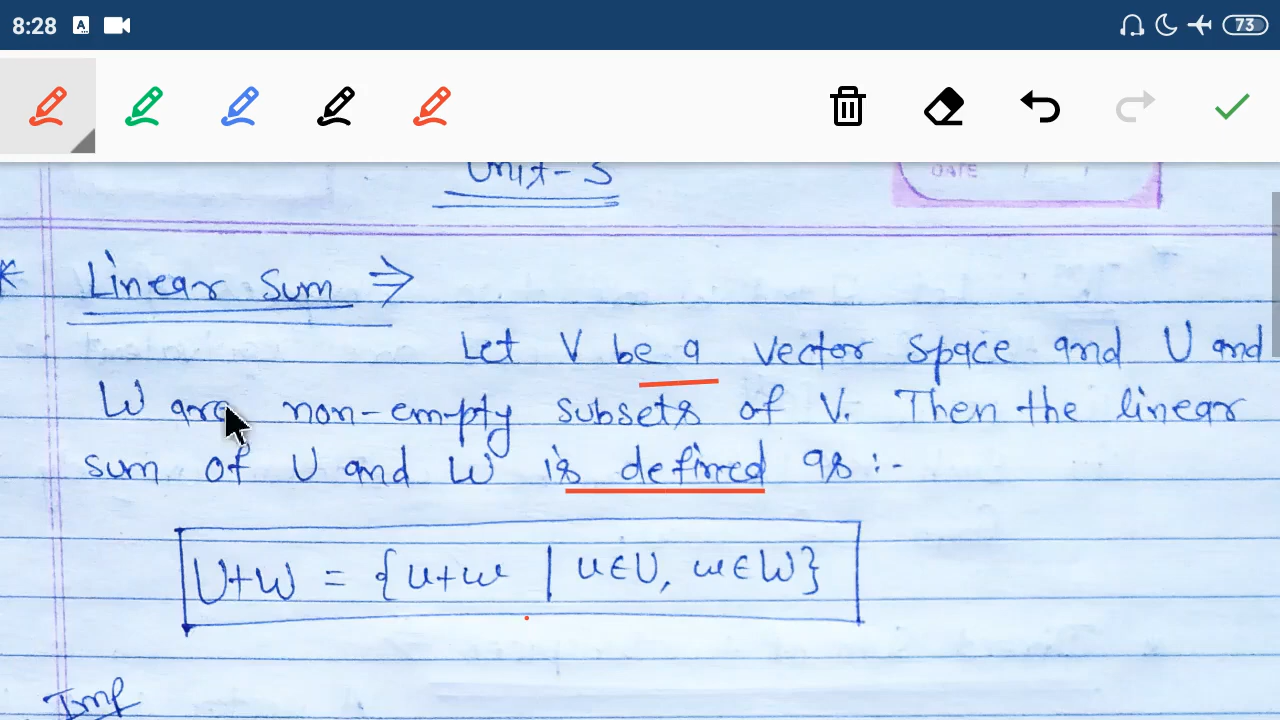 8:28 73
Unit-5
DATE / /
* Linear Sum ⇒
Let V be a vector space and U and
W are non-empty subsets of V. Then the linear
sum of U and W is defined as :-
U+W = {u+w | u∈U, w∈W}
Imp